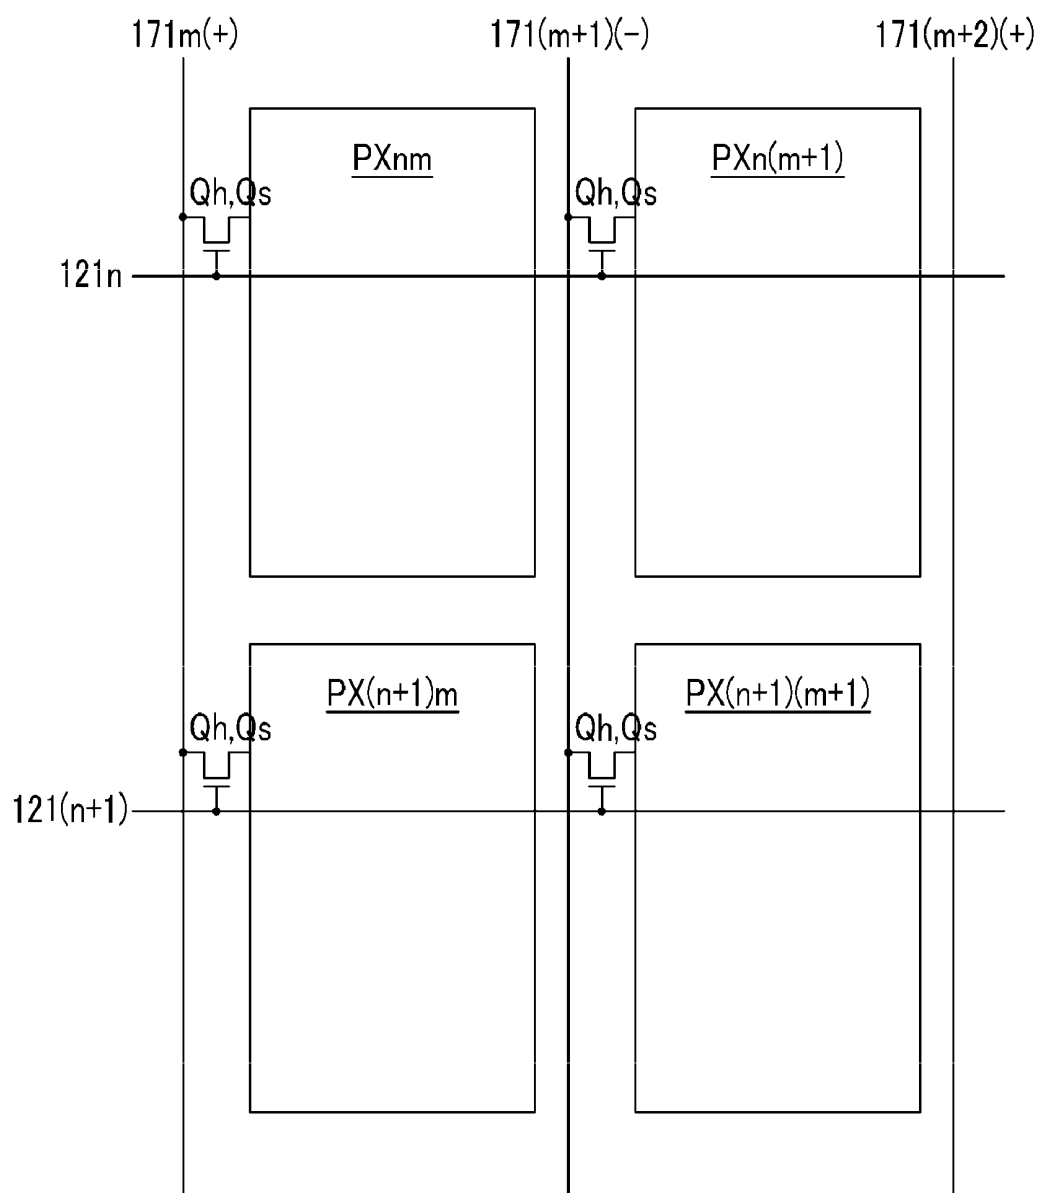 171m(+) 171(m+1)(-) 171(m+2)(+)
PXnm PXn(m+1)
Qh,Qs Qh,Qs
121n
PX(n+1)m PX(n+1)(m+1)
Qh,Qs Qh,Qs
121(n+1)